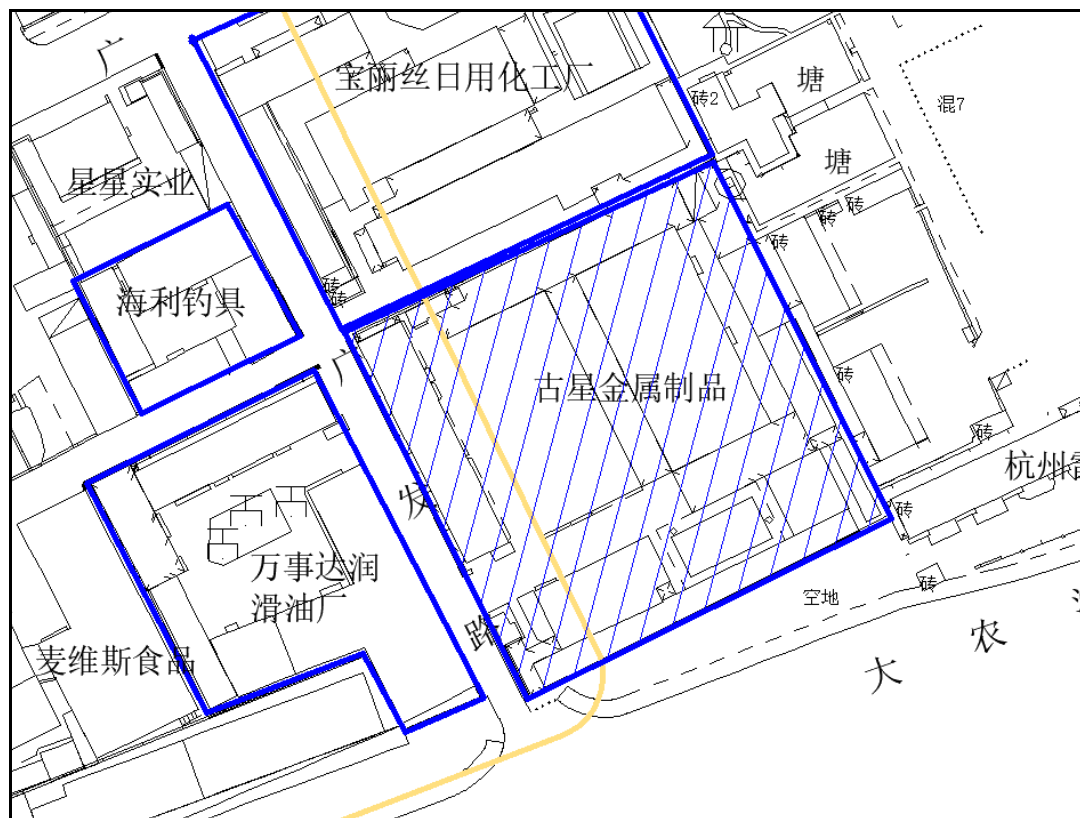 广
宝丽丝日用化工厂
塘
砖2
混7
塘
星星实业
砖
砖
砖
砖
砖
海利钓具
广
砖
古星金属制品
砖
杭州
发
砖
万事达润
滑油厂
砖
空地
路
农
麦维斯食品
大